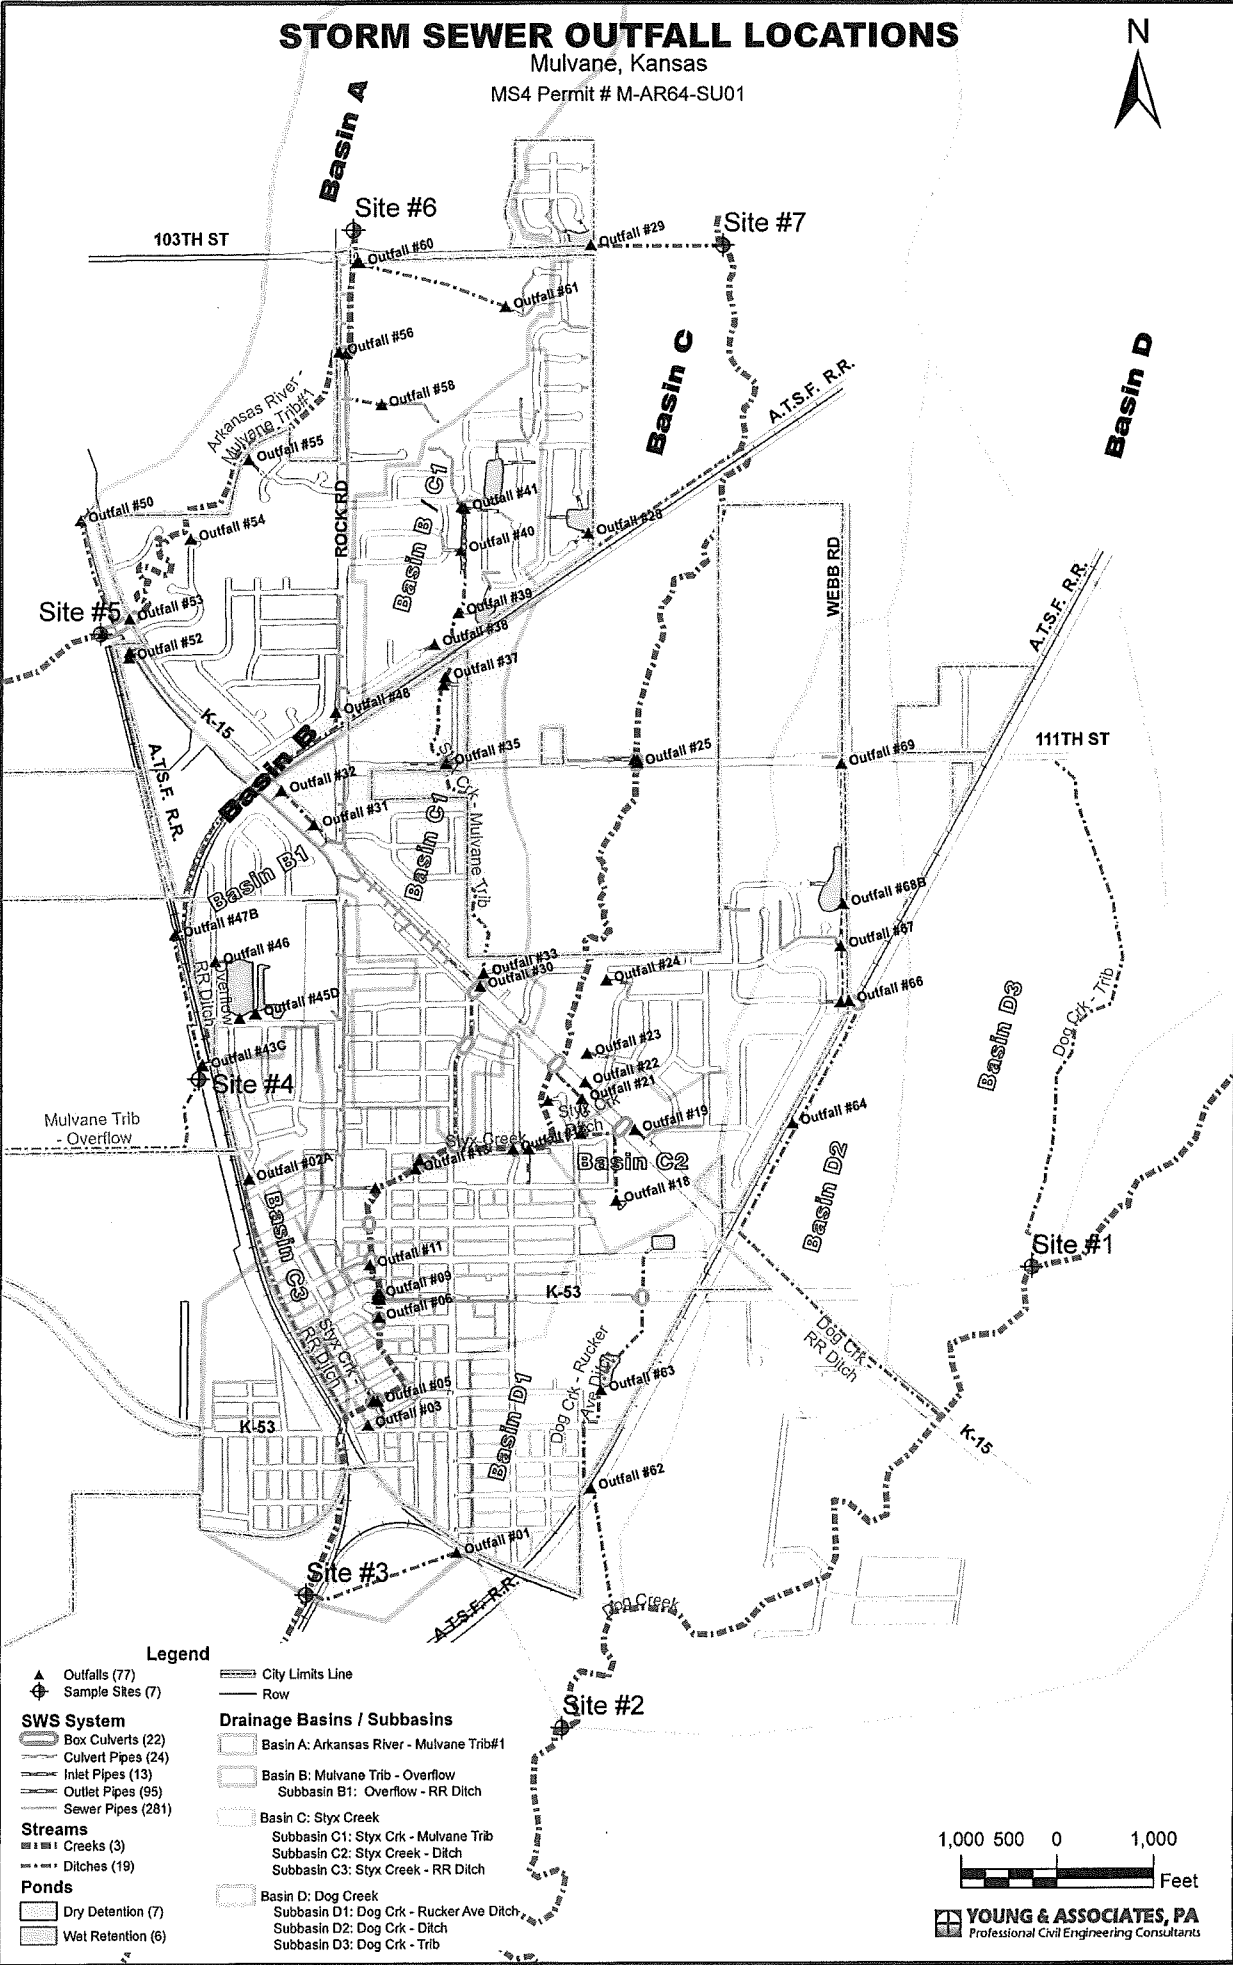 STORM SEWER OUTFALL LOCATIONS
Mulvane, Kansas
MS4 Permit # M-AR64-SU01
N
Basin A
Site #6
Site #7
103TH ST
Outfall #29
Outfall #60
Outfall #61
Outfall #56
Outfall #58
Basin C
Basin D
A.T.S.F. R.R.
Arkansas River -
Mulvane Trib#1
Outfall #55
ROCK RD
Basin B / C1
Outfall #41
Outfall #50
Outfall #54
Outfall #40
Outfall #28
WEBB RD
A.T.S.F. R.R.
Site #5
Outfall #53
Outfall #39
Outfall #52
Outfall #38
Outfall #37
Outfall #48
K-15
Basin B
A.T.S.F. R.R.
Outfall #35
Outfall #25
Outfall #69
111TH ST
Outfall #32
Outfall #31
Styx Crk - Mulvane Trib
Basin C1
Basin B1
Outfall #68B
Outfall #47B
Outfall #46
Outfall #67
Outfall #33
Outfall #30
Outfall #24
Overflow
RR Ditch
Outfall #45D
Outfall #66
Basin D3
Dog Crk - Trib
Outfall #43C
Site #4
Outfall #23
Outfall #22
Outfall #21
Styx Crk
Ditch
Outfall #19
Outfall #64
Mulvane Trib
- Overflow
Styx Creek
Basin C2
Outfall #02A
Outfall #18
Basin D2
Basin C3
Site #1
Outfall #11
Outfall #09
Outfall #06
K-53
Styx Crk -
RR Ditch
Dog Crk -
RR Ditch
Dog Crk - Rucker
Ave Ditch
Outfall #63
Outfall #05
Outfall #03
Basin D1
K-53
K-15
Outfall #62
Outfall #01
Site #3
A.T.S.F. R.R.
Dog Creek
Site #2
Legend
Outfalls (77)
Sample Sites (7)
City Limits Line
Row
SWS System
Box Culverts (22)
Culvert Pipes (24)
Inlet Pipes (13)
Outlet Pipes (95)
Sewer Pipes (281)
Streams
Creeks (3)
Ditches (19)
Ponds
Dry Detention (7)
Wet Retention (6)
Drainage Basins / Subbasins
Basin A: Arkansas River - Mulvane Trib#1
Basin B: Mulvane Trib - Overflow
Subbasin B1: Overflow - RR Ditch
Basin C: Styx Creek
Subbasin C1: Styx Crk - Mulvane Trib
Subbasin C2: Styx Creek - Ditch
Subbasin C3: Styx Creek - RR Ditch
Basin D: Dog Creek
Subbasin D1: Dog Crk - Rucker Ave Ditch
Subbasin D2: Dog Crk - Ditch
Subbasin D3: Dog Crk - Trib
1,000 500 0 1,000
Feet
YOUNG & ASSOCIATES, PA
Professional Civil Engineering Consultants